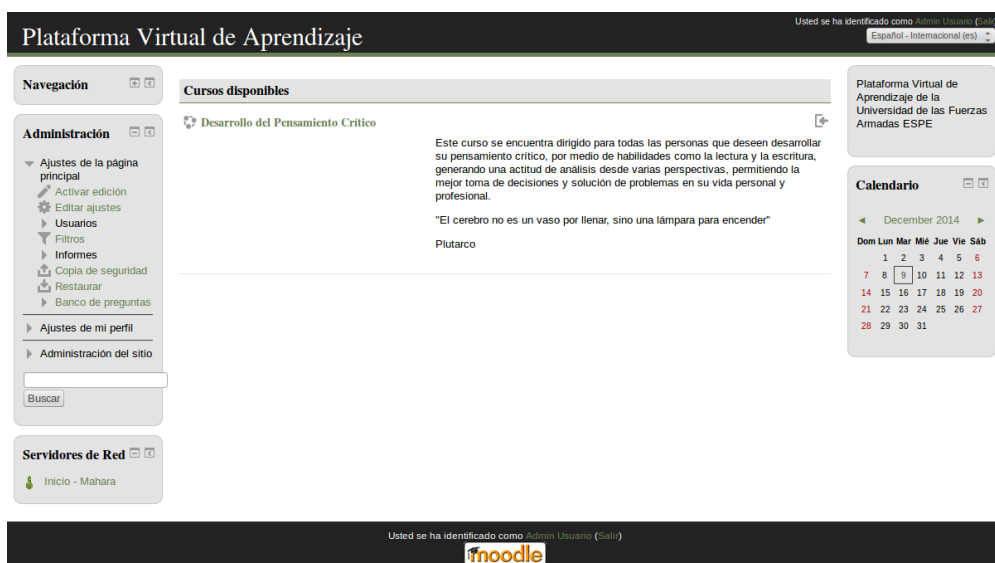 Usted se ha identificado como Admin Usuario (Salir)
Español - Internacional (es)
Plataforma Virtual de Aprendizaje
Navegación
Administración
Ajustes de la página
principal
Activar edición
Editar ajustes
Usuarios
Filtros
Informes
Copia de seguridad
Restaurar
Banco de preguntas
Ajustes de mi perfil
Administración del sitio
Buscar
Servidores de Red
Inicio - Mahara
Cursos disponibles
Desarrollo del Pensamiento Crítico
Este curso se encuentra dirigido para todas las personas que deseen desarrollar
su pensamiento crítico, por medio de habilidades como la lectura y la escritura,
generando una actitud de análisis desde varias perspectivas, permitiendo la
mejor toma de decisiones y solución de problemas en su vida personal y
profesional.
"El cerebro no es un vaso por llenar, sino una lámpara para encender"
Plutarco
Plataforma Virtual de
Aprendizaje de la
Universidad de las Fuerzas
Armadas ESPE
Calendario
◄ December 2014 ►
Dom Lun Mar Mié Jue Vie Sáb
1 2 3 4 5 6
7 8 9 10 11 12 13
14 15 16 17 18 19 20
21 22 23 24 25 26 27
28 29 30 31
Usted se ha identificado como Admin Usuario (Salir)
moodle